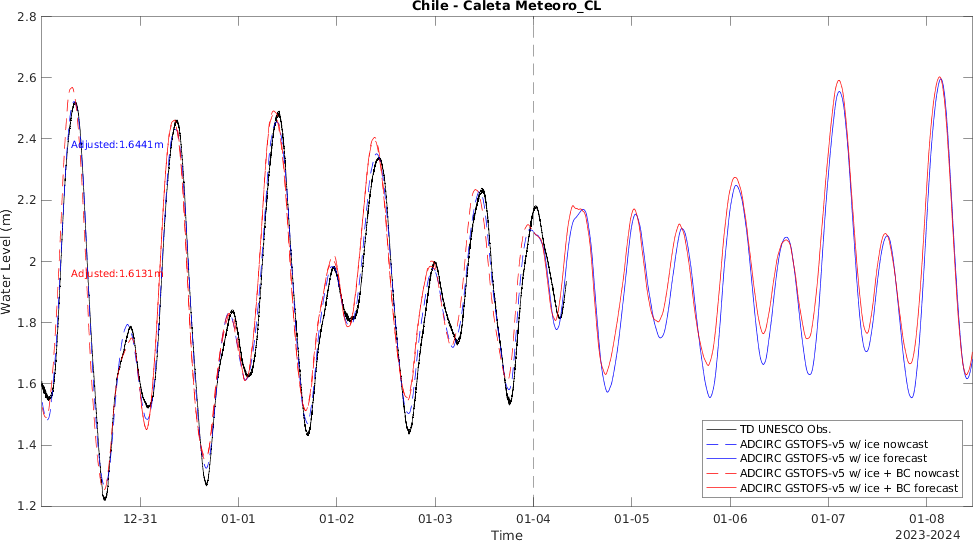 Chile - Caleta Meteoro_CL
2.8
2.6
2.4
2.2
2
1.8
1.6
1.4
1.2
Water Level (m)
Adjusted:1.6441m
Adjusted:1.6131m
TD UNESCO Obs.
ADCIRC GSTOFS-v5 w/ ice nowcast
ADCIRC GSTOFS-v5 w/ ice forecast
ADCIRC GSTOFS-v5 w/ ice + BC nowcast
ADCIRC GSTOFS-v5 w/ ice + BC forecast
12-31 01-01 01-02 01-03 01-04 01-05 01-06 01-07 01-08
Time
2023-2024